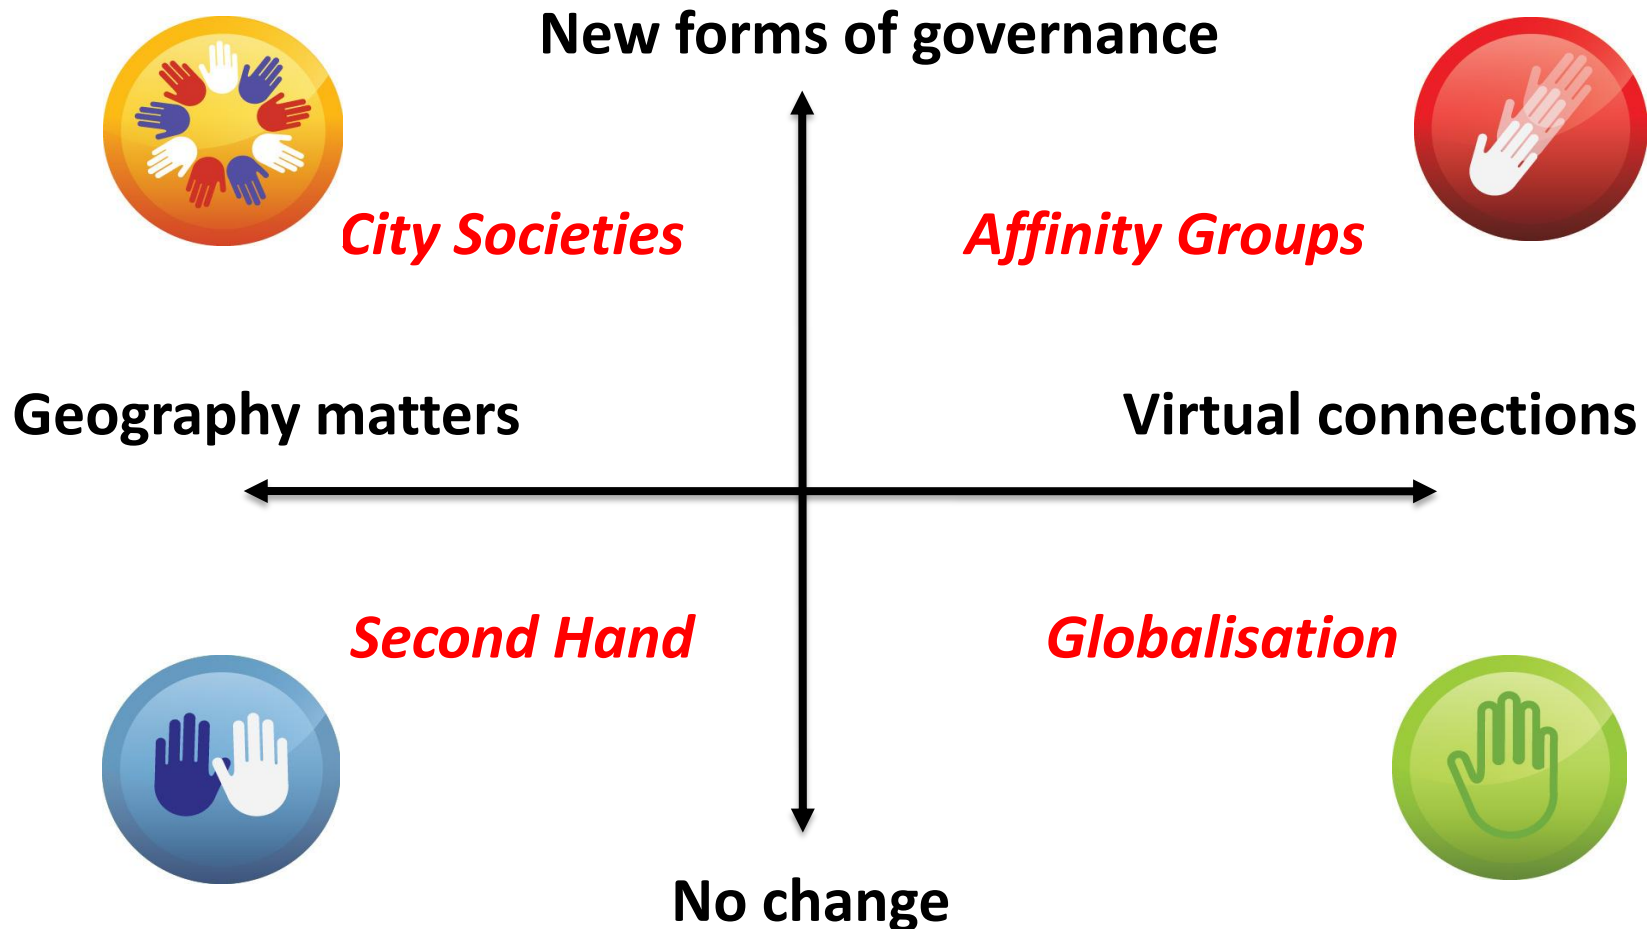 New forms of governance
City Societies
Affinity Groups
Geography matters
Virtual connections
Second Hand
Globalisation
No change